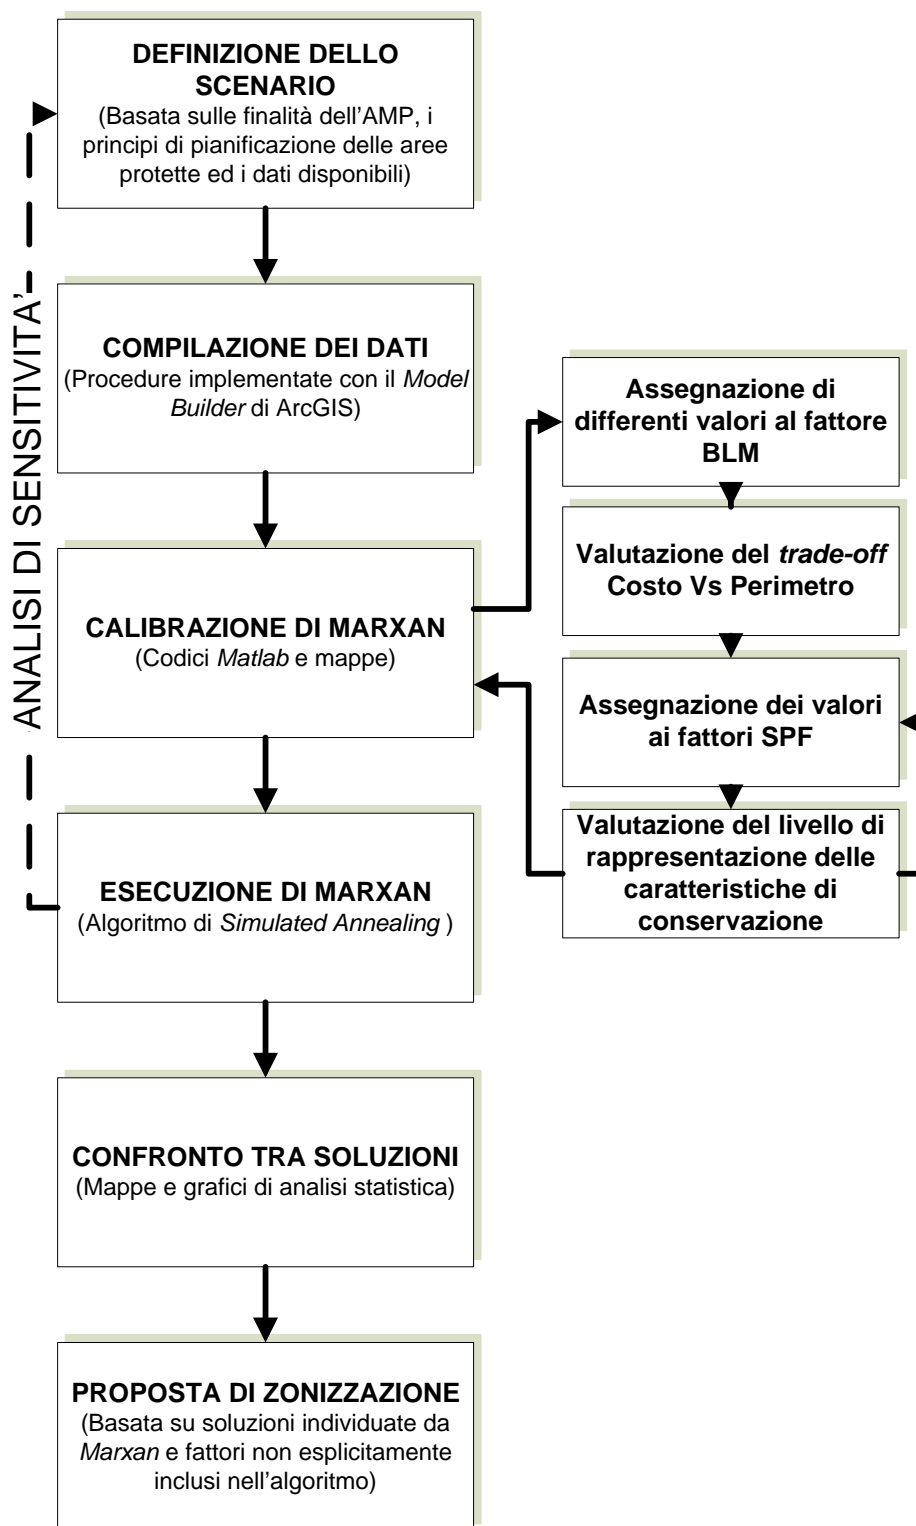 DEFINIZIONE DELLO
SCENARIO
(Basata sulle finalità dell'AMP, i
principi di pianificazione delle aree
protette ed i dati disponibili)
ANALISI DI SENSITIVITA'
COMPILAZIONE DEI DATI
(Procedure implementate con il Model
Builder di ArcGIS)
CALIBRAZIONE DI MARXAN
(Codici Matlab e mappe)
Assegnazione di
differenti valori al fattore
BLM
Valutazione del trade-off
Costo Vs Perimetro
Assegnazione dei valori
ai fattori SPF
Valutazione del livello di
rappresentazione delle
caratteristiche di
conservazione
ESECUZIONE DI MARXAN
(Algoritmo di Simulated Annealing )
CONFRONTO TRA SOLUZIONI
(Mappe e grafici di analisi statistica)
PROPOSTA DI ZONIZZAZIONE
(Basata su soluzioni individuate da
Marxan e fattori non esplicitamente
inclusi nell'algoritmo)